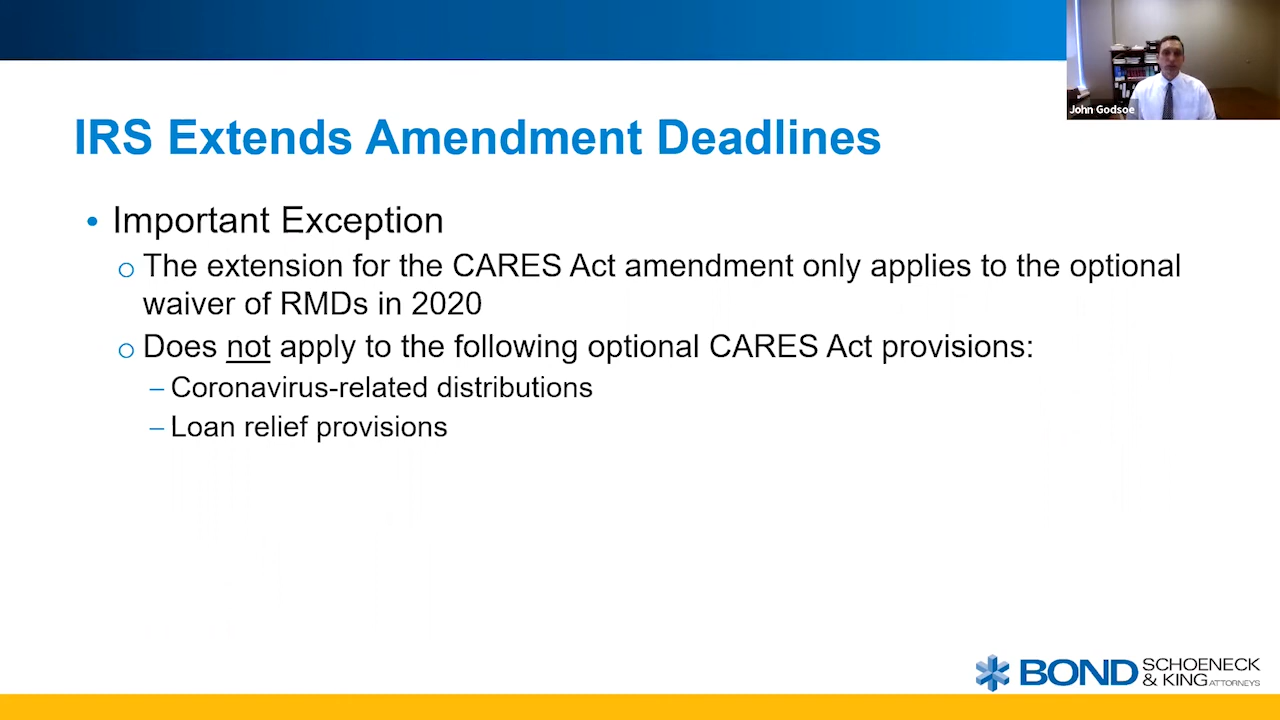 John Godsoe
IRS Extends Amendment Deadlines
• Important Exception
o The extension for the CARES Act amendment only applies to the optional
waiver of RMDs in 2020
o Does not apply to the following optional CARES Act provisions:
– Coronavirus-related distributions
– Loan relief provisions
BOND SCHOENECK
& KING ATTORNEYS